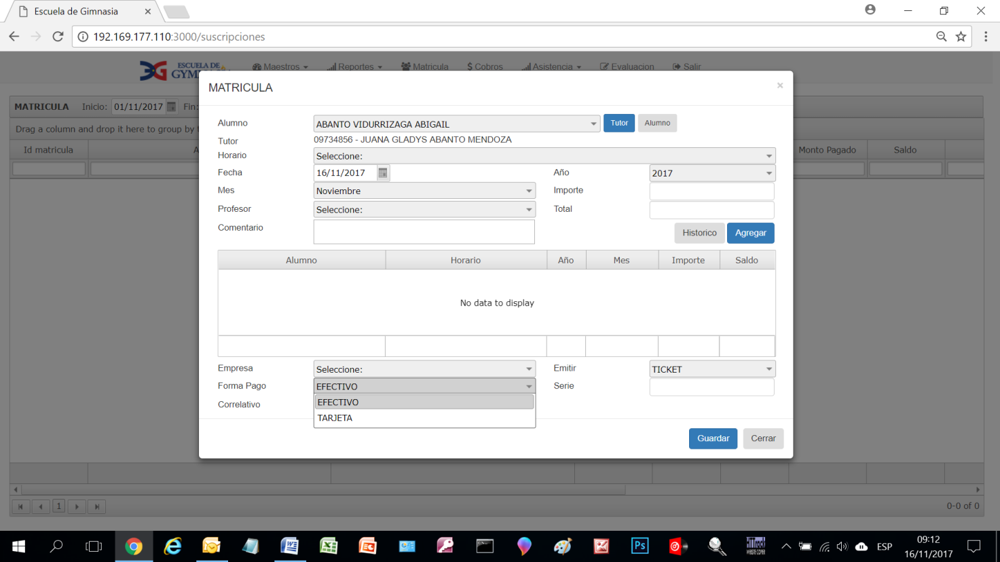 Escuela de Gimnasia
192.169.177.110:3000/suscripciones
ESCUELA DE
Maestros Reportes Matricula $ Cobros Asistencia Evaluacion Salir
MATRICULA ×
MATRICULA Inicio: 01/11/2017 Fin:
Drag a column and drop it here to group by
Id matricula Monto Pagado Saldo
Alumno ABANTO VIDURRIZAGA ABIGAIL Tutor Alumno
Tutor 09734856 - JUANA GLADYS ABANTO MENDOZA
Horario Seleccione:
Fecha 16/11/2017 Año 2017
Mes Noviembre Importe
Profesor Seleccione: Total
Comentario Historico Agregar
Alumno Horario Año Mes Importe Saldo
No data to display
Empresa Seleccione: Emitir TICKET
Forma Pago EFECTIVO Serie
EFECTIVO
Correlativo TARJETA
Guardar Cerrar
1 0-0 of 0
ESP 09:12
16/11/2017
Ps